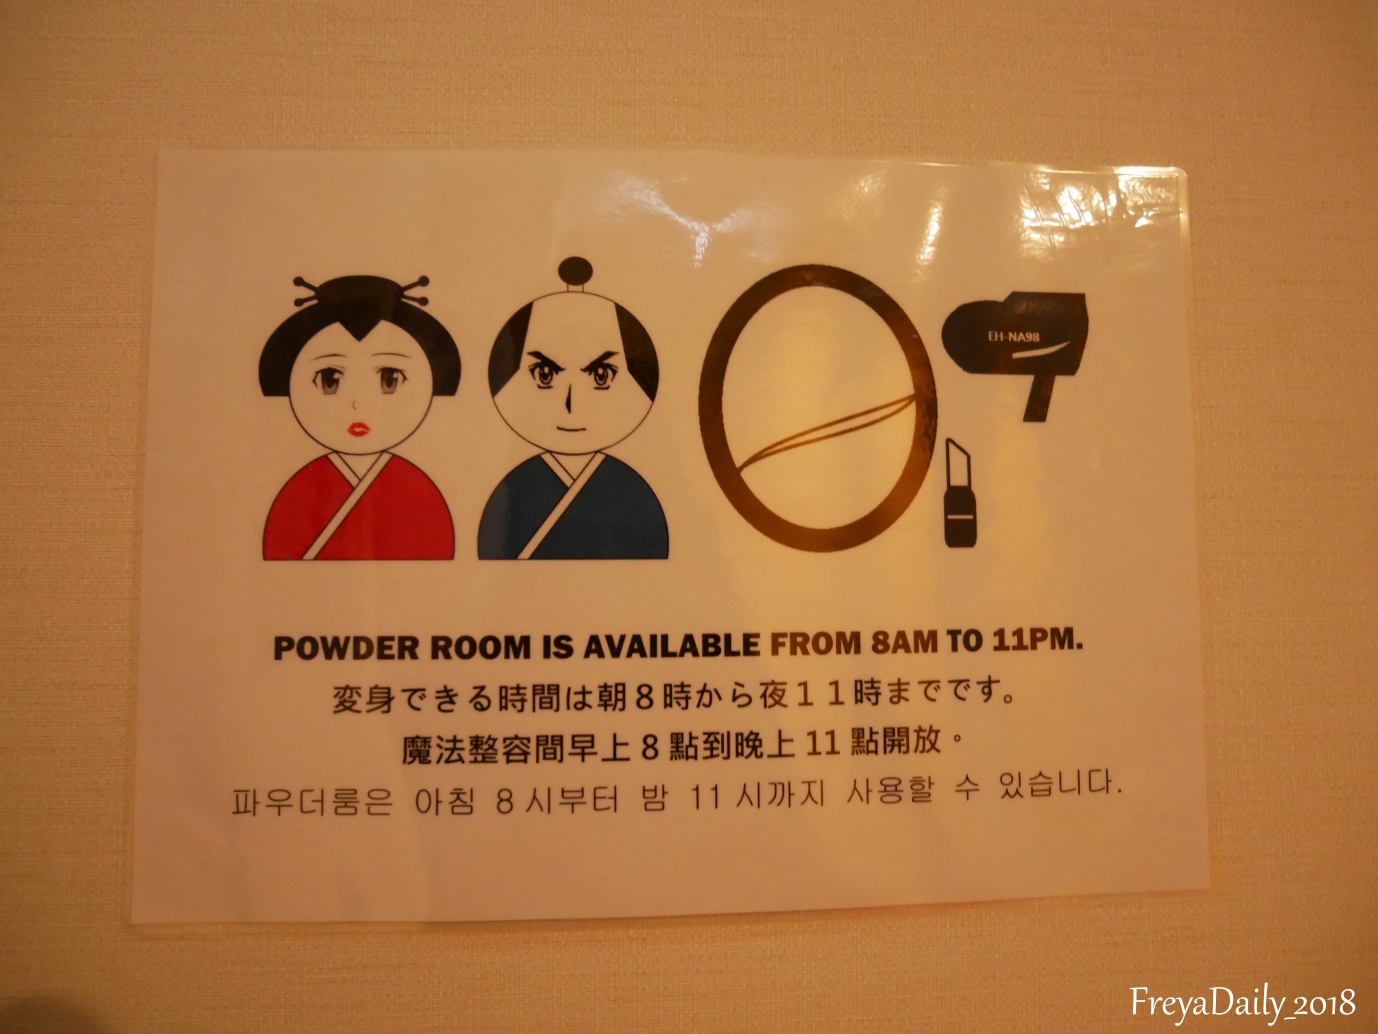 EH-NA98
POWDER ROOM IS AVAILABLE FROM 8AM TO 11PM.
変身できる時間は朝８時から夜１１時までです。
魔法整容間早上 8 點到晚上 11 點開放。
파우더룸은 아침 8 시부터 밤 11 시까지 사용할 수 있습니다.
FreyaDaily_2018